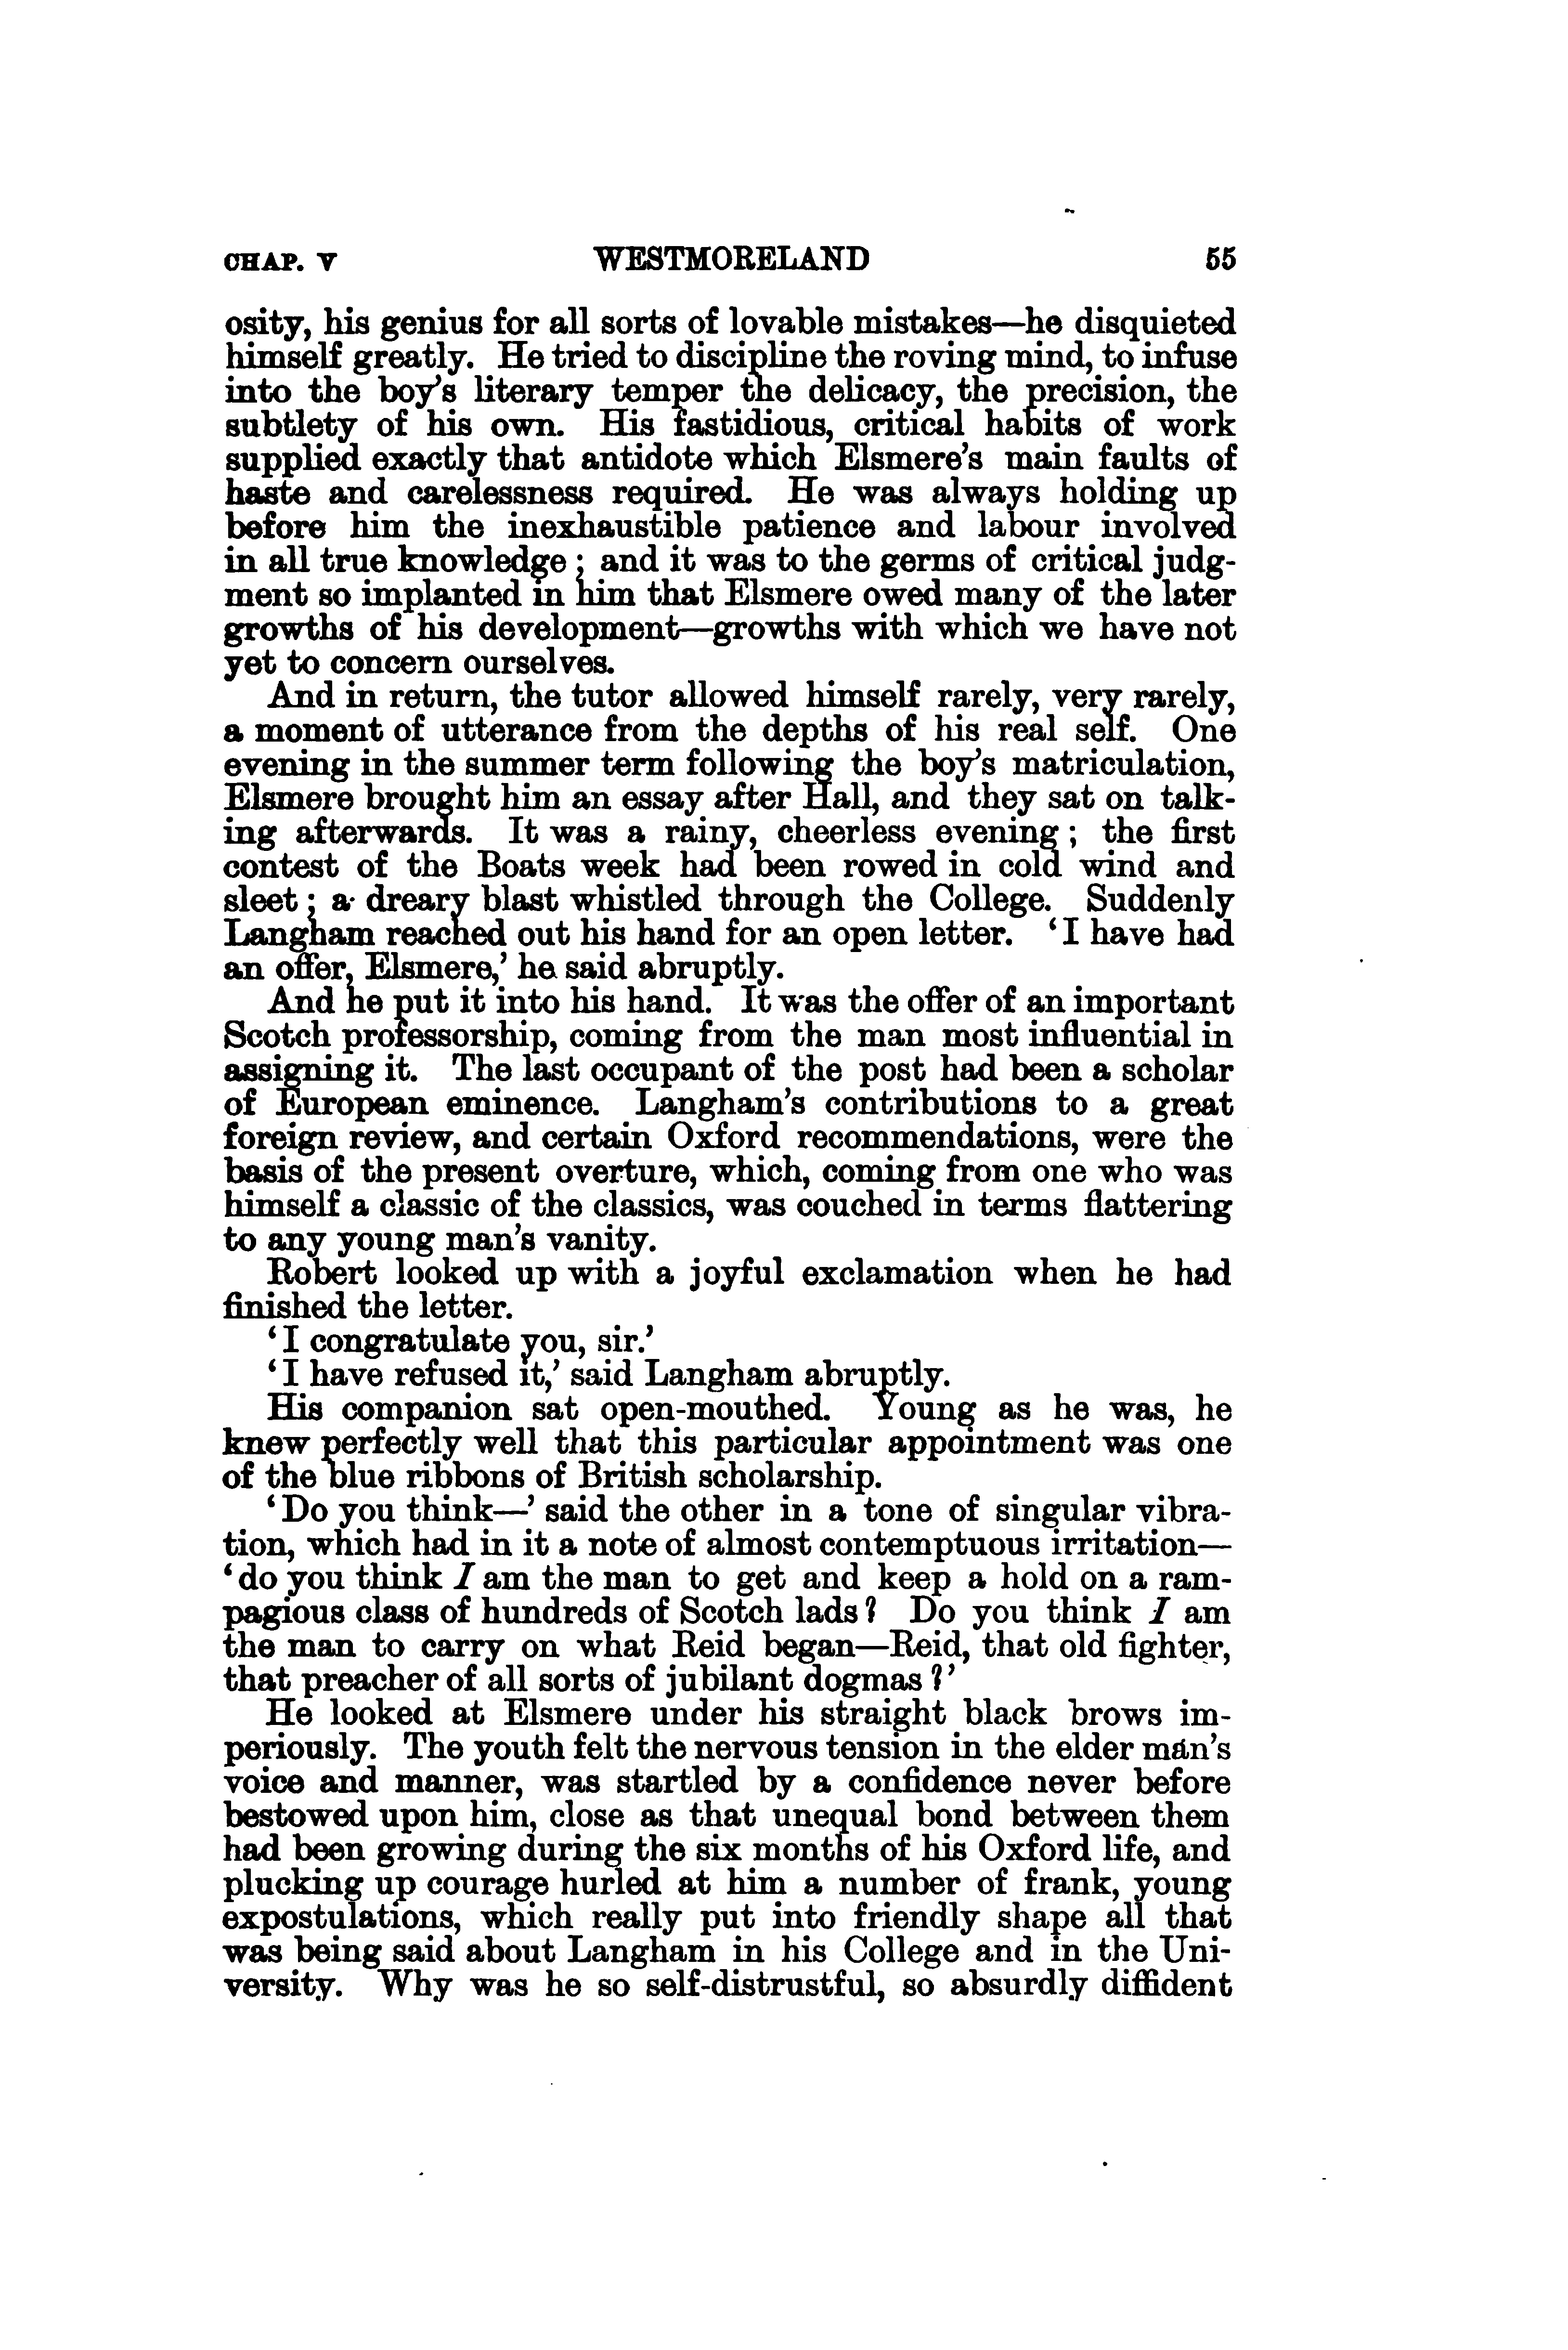 CHAP. V WESTMORELAND 55
osity, his genius for all sorts of lovable mistakes—he disquieted
himself greatly. He tried to discipline the roving mind, to infuse
into the boy's literary temper the delicacy, the precision, the
subtlety of his own. His fastidious, critical habits of work
supplied exactly that antidote which Elsmere's main faults of
haste and carelessness required. He was always holding up
before him the inexhaustible patience and labour involved
in all true knowledge; and it was to the germs of critical judg-
ment so implanted in him that Elsmere owed many of the later
growths of his development—growths with which we have not
yet to concern ourselves.
And in return, the tutor allowed himself rarely, very rarely,
a moment of utterance from the depths of his real self. One
evening in the summer term following the boy's matriculation,
Elsmere brought him an essay after Hall, and they sat on talk-
ing afterwards. It was a rainy, cheerless evening; the first
contest of the Boats week had been rowed in cold wind and
sleet; a dreary blast whistled through the College. Suddenly
Langham reached out his hand for an open letter. 'I have had
an offer, Elsmere,' he said abruptly.
And he put it into his hand. It was the offer of an important
Scotch professorship, coming from the man most influential in
assigning it. The last occupant of the post had been a scholar
of European eminence. Langham's contributions to a great
foreign review, and certain Oxford recommendations, were the
basis of the present overture, which, coming from one who was
himself a classic of the classics, was couched in terms flattering
to any young man's vanity.
Robert looked up with a joyful exclamation when he had
finished the letter.
'I congratulate you, sir.'
'I have refused it,' said Langham abruptly.
His companion sat open-mouthed. Young as he was, he
knew perfectly well that this particular appointment was one
of the blue ribbons of British scholarship.
'Do you think—' said the other in a tone of singular vibra-
tion, which had in it a note of almost contemptuous irritation—
'do you think I am the man to get and keep a hold on a ram-
pagious class of hundreds of Scotch lads? Do you think I am
the man to carry on what Reid began—Reid, that old fighter,
that preacher of all sorts of jubilant dogmas?'
He looked at Elsmere under his straight black brows im-
periously. The youth felt the nervous tension in the elder man's
voice and manner, was startled by a confidence never before
bestowed upon him, close as that unequal bond between them
had been growing during the six months of his Oxford life, and
plucking up courage hurled at him a number of frank, young
expostulations, which really put into friendly shape all that
was being said about Langham in his College and in the Uni-
versity. Why was he so self-distrustful, so absurdly diffident